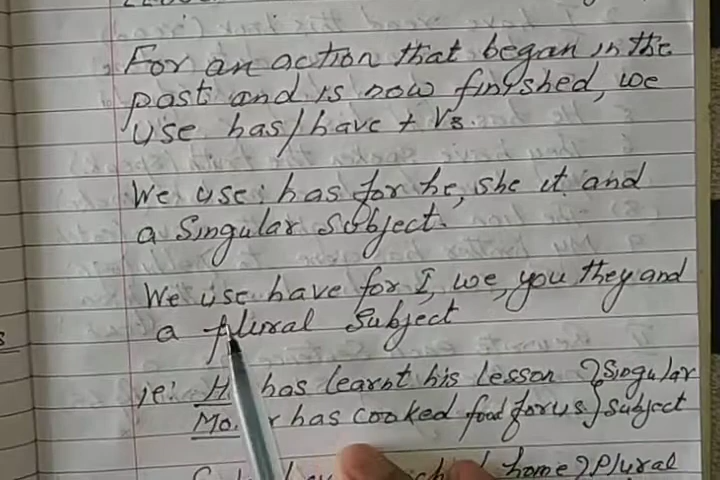 For an action that began in the
past and is now finished, we
use has/have + V3.
We use: has for he, she it and
a Singular Subject.
We use have for I, we, you they and
a plural Subject
ie: H has learnt his Lesson } Singular
Mo r has cooked food for us } Subject
home } Plural